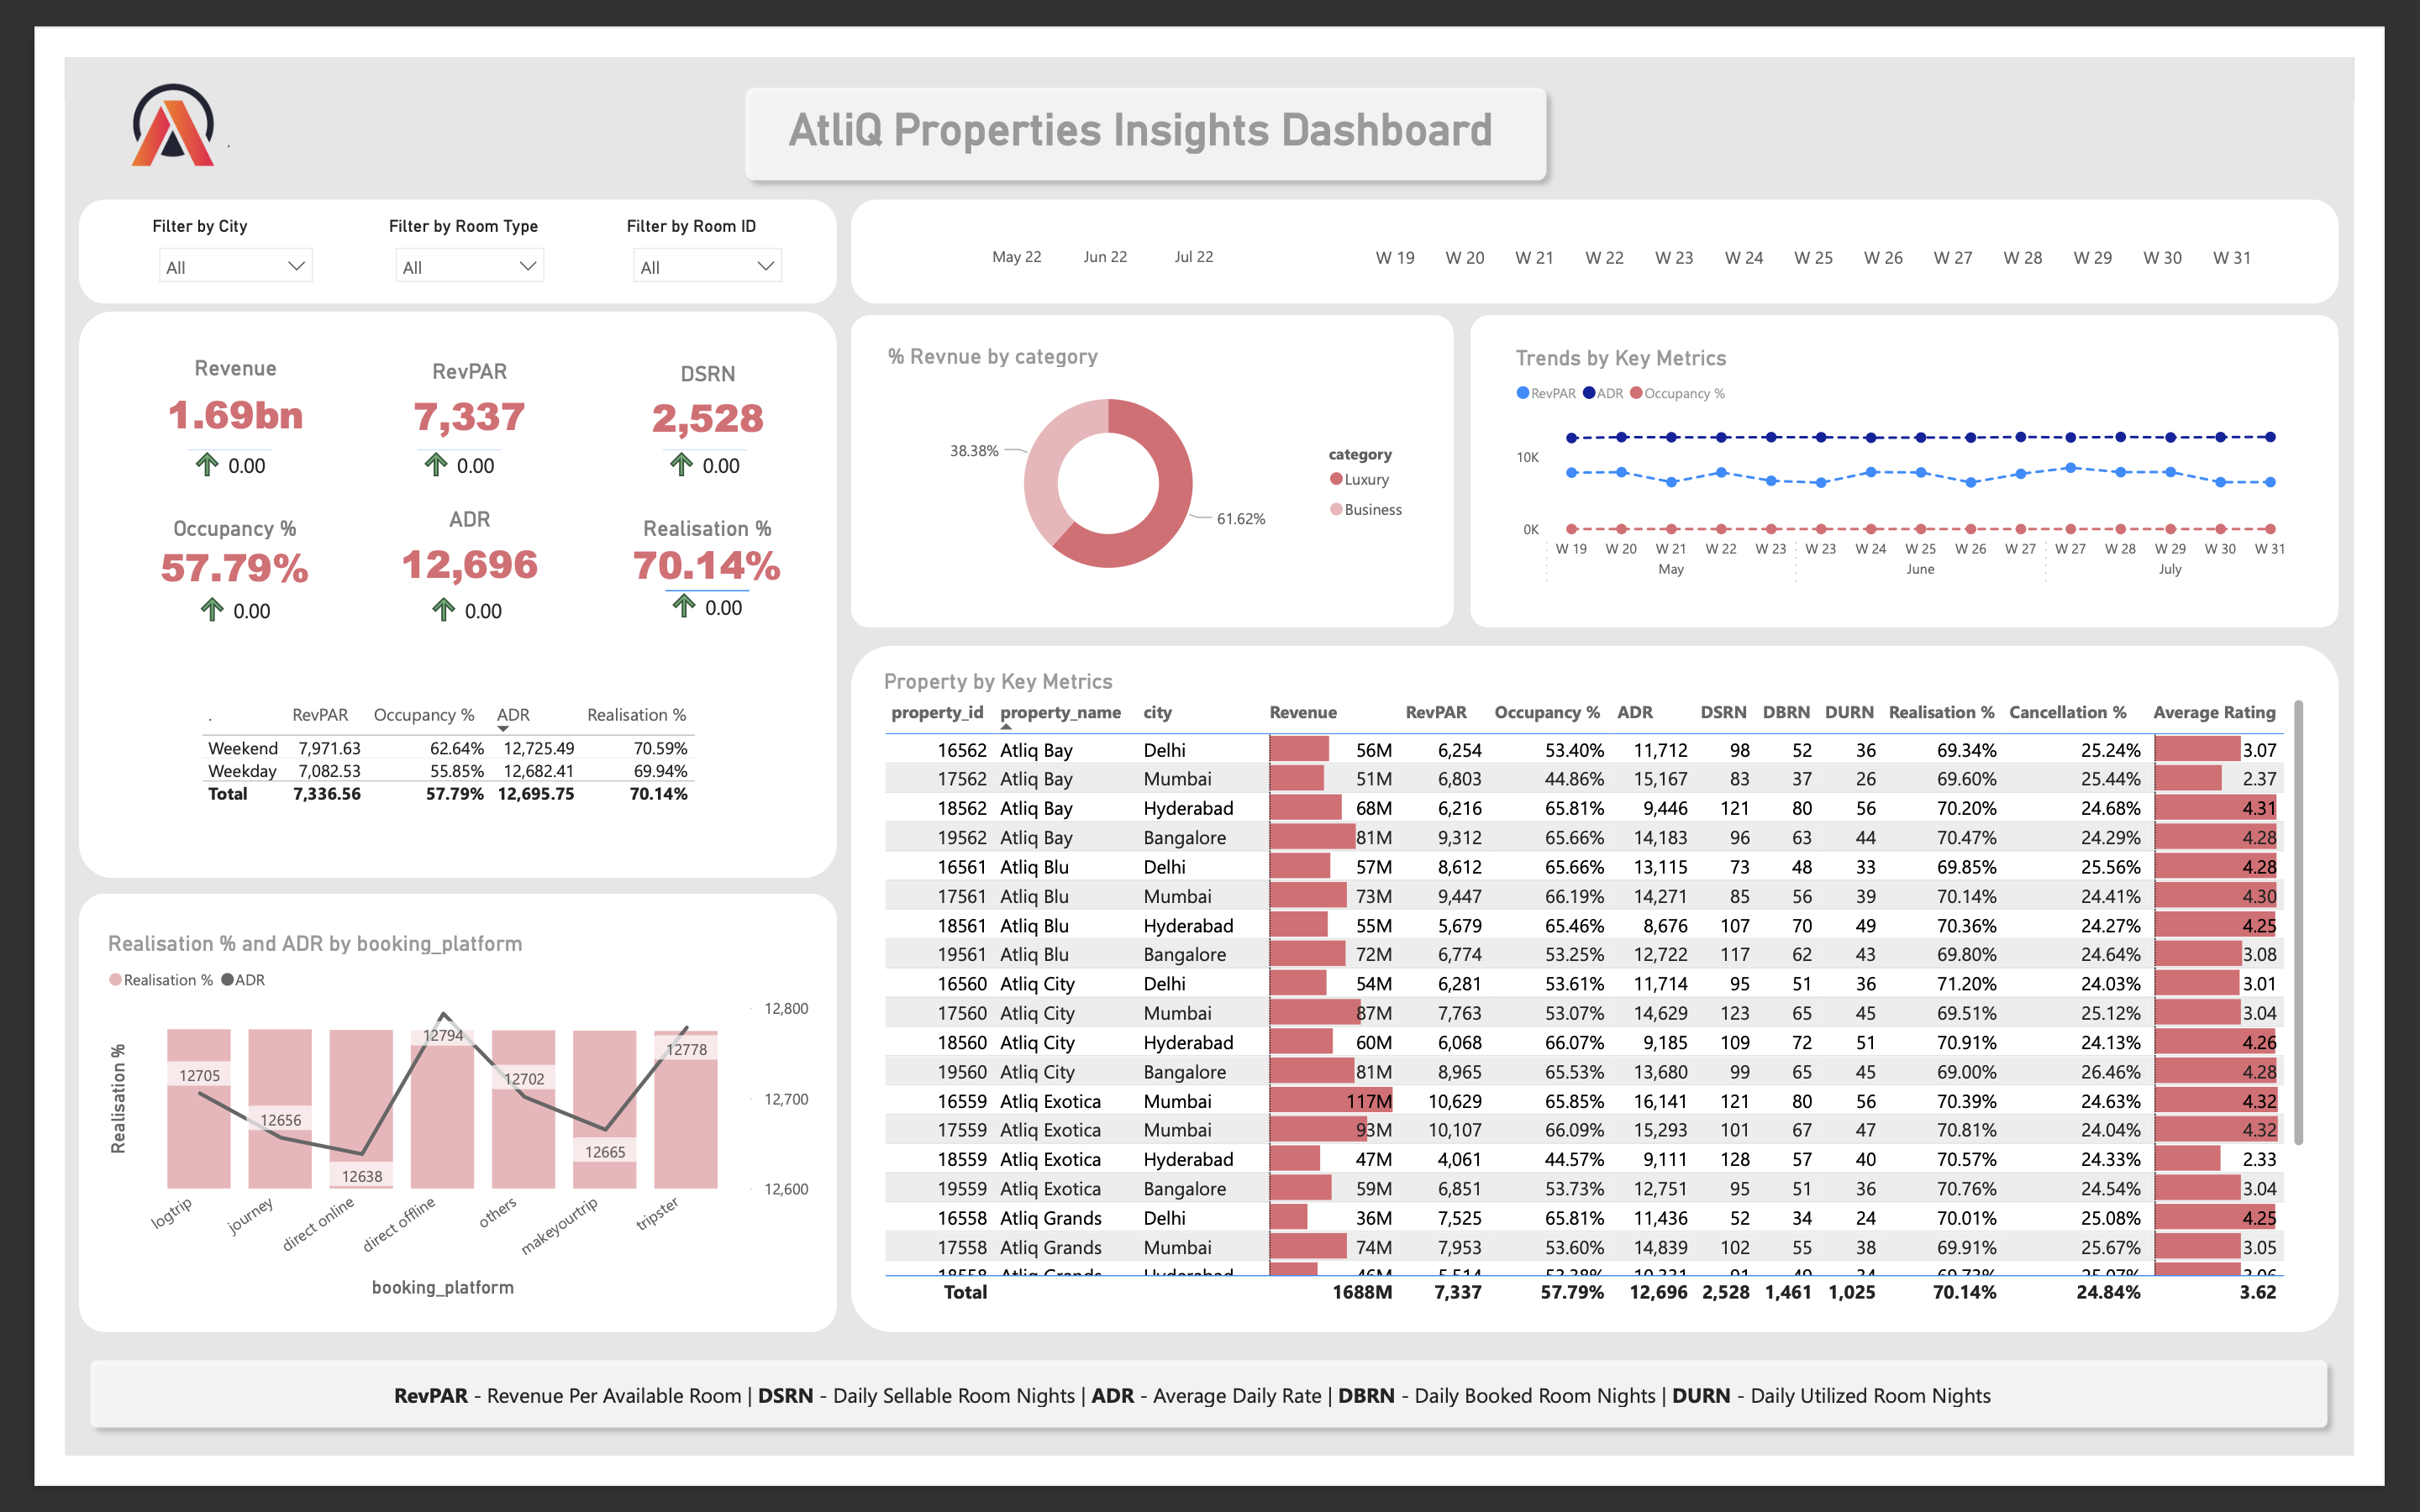 AtliQ Properties Insights Dashboard
Filter by City
All
Filter by Room Type
All
Filter by Room ID
All
May 22 Jun 22 Jul 22
W 19 W 20 W 21 W 22 W 23 W 24 W 25 W 26 W 27 W 28 W 29 W 30 W 31
Revenue
1.69bn
0.00
RevPAR
7,337
0.00
DSRN
2,528
0.00
Occupancy %
57.79%
0.00
ADR
12,696
0.00
Realisation %
70.14%
0.00
. RevPAR Occupancy % ADR Realisation %
Weekend 7,971.63 62.64% 12,725.49 70.59%
Weekday 7,082.53 55.85% 12,682.41 69.94%
Total 7,336.56 57.79% 12,695.75 70.14%
% Revnue by category
38.38%
61.62%
category
Luxury
Business
Trends by Key Metrics
RevPAR ADR Occupancy %
10K
0K
W 19 W 20 W 21 W 22 W 23 W 23 W 24 W 25 W 26 W 27 W 27 W 28 W 29 W 30 W 31
May June July
Realisation % and ADR by booking_platform
Realisation % ADR
Realisation %
12,800
12,700
12,600
12705
12656
12638
12794
12702
12665
12778
logtrip
journey
direct online
direct offline
others
makeyourtrip
tripster
booking_platform
Property by Key Metrics
property_id property_name city Revenue RevPAR Occupancy % ADR DSRN DBRN DURN Realisation % Cancellation % Average Rating
16562 Atliq Bay Delhi 56M 6,254 53.40% 11,712 98 52 36 69.34% 25.24% 3.07
17562 Atliq Bay Mumbai 51M 6,803 44.86% 15,167 83 37 26 69.60% 25.44% 2.37
18562 Atliq Bay Hyderabad 68M 6,216 65.81% 9,446 121 80 56 70.20% 24.68% 4.31
19562 Atliq Bay Bangalore 81M 9,312 65.66% 14,183 96 63 44 70.47% 24.29% 4.28
16561 Atliq Blu Delhi 57M 8,612 65.66% 13,115 73 48 33 69.85% 25.56% 4.28
17561 Atliq Blu Mumbai 73M 9,447 66.19% 14,271 85 56 39 70.14% 24.41% 4.30
18561 Atliq Blu Hyderabad 55M 5,679 65.46% 8,676 107 70 49 70.36% 24.27% 4.25
19561 Atliq Blu Bangalore 72M 6,774 53.25% 12,722 117 62 43 69.80% 24.64% 3.08
16560 Atliq City Delhi 54M 6,281 53.61% 11,714 95 51 36 71.20% 24.03% 3.01
17560 Atliq City Mumbai 87M 7,763 53.07% 14,629 123 65 45 69.51% 25.12% 3.04
18560 Atliq City Hyderabad 60M 6,068 66.07% 9,185 109 72 51 70.91% 24.13% 4.26
19560 Atliq City Bangalore 81M 8,965 65.53% 13,680 99 65 45 69.00% 26.46% 4.28
16559 Atliq Exotica Mumbai 117M 10,629 65.85% 16,141 121 80 56 70.39% 24.63% 4.32
17559 Atliq Exotica Mumbai 93M 10,107 66.09% 15,293 101 67 47 70.81% 24.04% 4.32
18559 Atliq Exotica Hyderabad 47M 4,061 44.57% 9,111 128 57 40 70.57% 24.33% 2.33
19559 Atliq Exotica Bangalore 59M 6,851 53.73% 12,751 95 51 36 70.76% 24.54% 3.04
16558 Atliq Grands Delhi 36M 7,525 65.81% 11,436 52 34 24 70.01% 25.08% 4.25
17558 Atliq Grands Mumbai 74M 7,953 53.60% 14,839 102 55 38 69.91% 25.67% 3.05
Atliq Grands Hyderabad
Total 1688M 7,337 57.79% 12,696 2,528 1,461 1,025 70.14% 24.84% 3.62
RevPAR - Revenue Per Available Room | DSRN - Daily Sellable Room Nights | ADR - Average Daily Rate | DBRN - Daily Booked Room Nights | DURN - Daily Utilized Room Nights